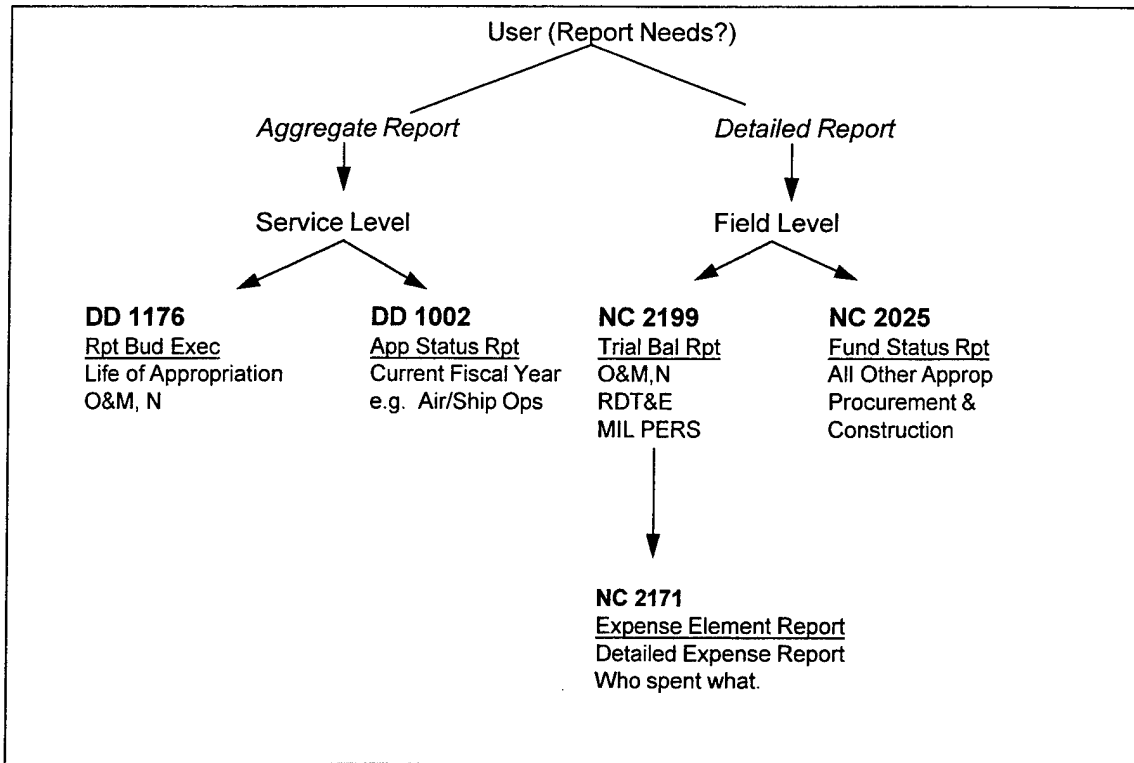 User (Report Needs?)
Aggregate Report
Detailed Report
Service Level
Field Level
DD 1176
Rpt Bud Exec
Life of Appropriation
O&M, N
DD 1002
App Status Rpt
Current Fiscal Year
e.g. Air/Ship Ops
NC 2199
Trial Bal Rpt
O&M,N
RDT&E
MIL PERS
NC 2025
Fund Status Rpt
All Other Approp
Procurement &
Construction
NC 2171
Expense Element Report
Detailed Expense Report
Who spent what.